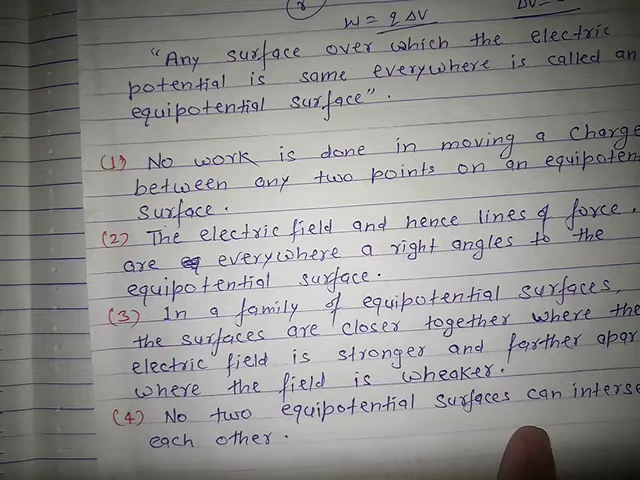 W = q ΔV
"Any surface over which the electric
potential is same everywhere is called an
equipotential surface".
(1) No work is done in moving a charge
between any two points on an equipoten
surface.
(2) The electric field and hence lines of force,
are eq everywhere a right angles to the
equipotential surface.
(3) In a family of equipotential surfaces,
the surfaces are closer together where the
electric field is stronger and farther apar
where the field is wheaker.
(4) No two equipotential surfaces can interse
each other.